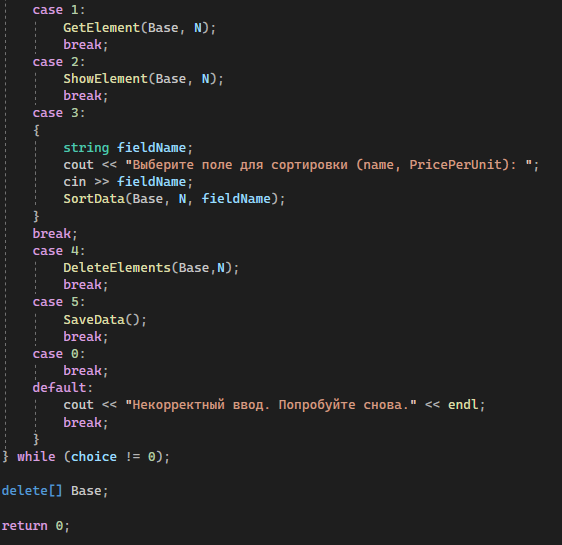 case 1:
GetElement(Base, N);
break;
case 2:
ShowElement(Base, N);
break;
case 3:
{
string fieldName;
cout << "Выберите поле для сортировки (name, PricePerUnit): ";
cin >> fieldName;
SortData(Base, N, fieldName);
}
break;
case 4:
DeleteElements(Base,N);
break;
case 5:
SaveData();
break;
case 0:
break;
default:
cout << "Некорректный ввод. Попробуйте снова." << endl;
break;
}
} while (choice != 0);
delete[] Base;
return 0;